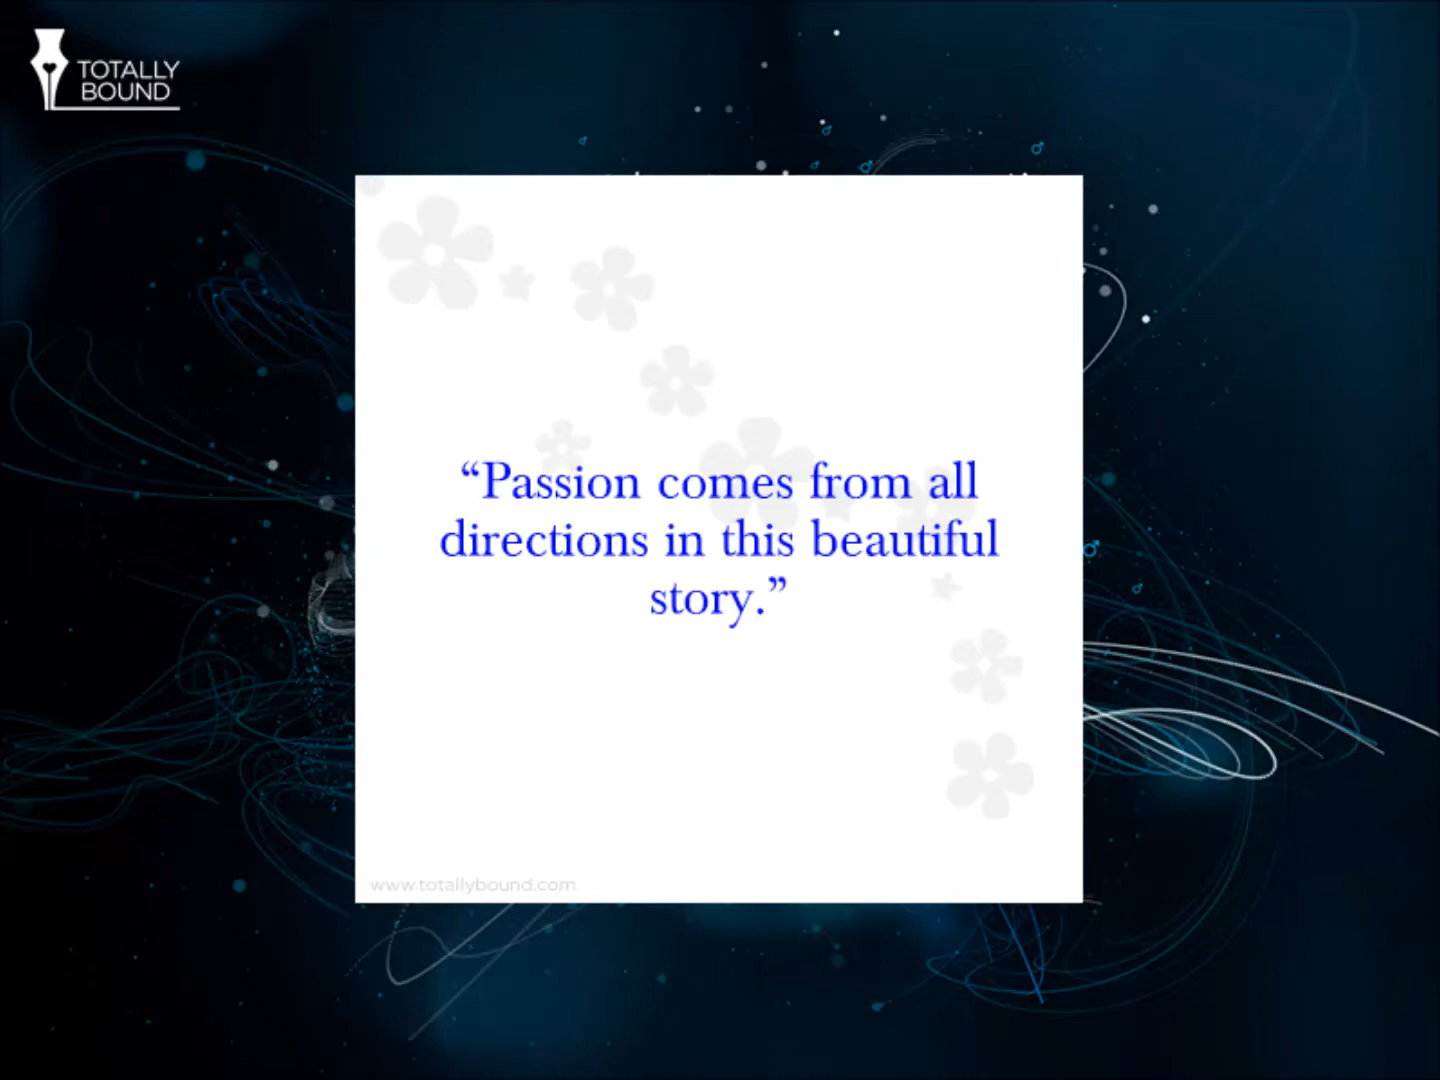 TOTALLY
BOUND
“Passion comes from all
directions in this beautiful
story.”
www.totallybound.com